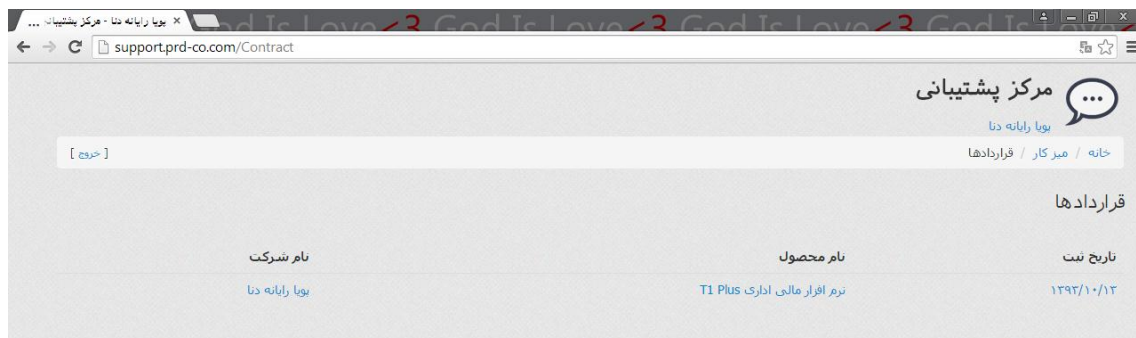 پویا رایانه دنا - مرکز پشتیبانی ...
God Is Love <3 God Is Love <3 God Is Love <3 God Is Love
support.prd-co.com/Contract
مرکز پشتیبانی
پویا رایانه دنا
خانه / میز کار / قراردادها
[ خروج ]
قراردادها
تاریخ ثبت نام محصول نام شرکت
۱۳۹۳/۱۰/۱۳ نرم افزار مالی اداری T1 Plus پویا رایانه دنا